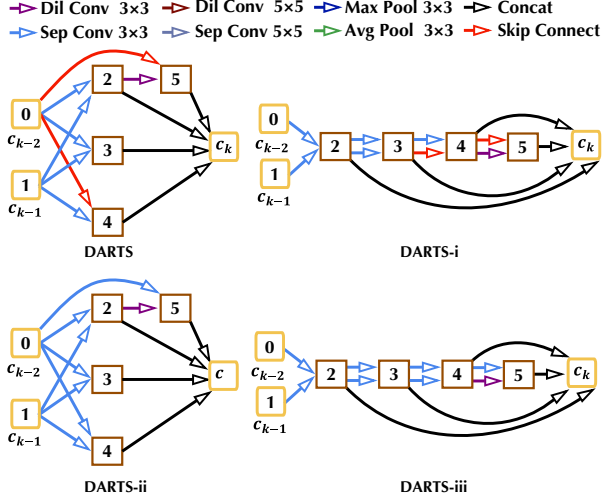 Dil Conv 3×3 Dil Conv 5×5 Max Pool 3×3 Concat
Sep Conv 3×3 Sep Conv 5×5 Avg Pool 3×3 Skip Connect
0
c_{k-2}
1
c_{k-1}
2
5
3
4
c_k
DARTS
0
c_{k-2}
1
c_{k-1}
2
3
4
5
c_k
DARTS-i
0
c_{k-2}
1
c_{k-1}
2
5
3
4
c
DARTS-ii
0
c_{k-2}
1
c_{k-1}
2
3
4
5
c_k
DARTS-iii